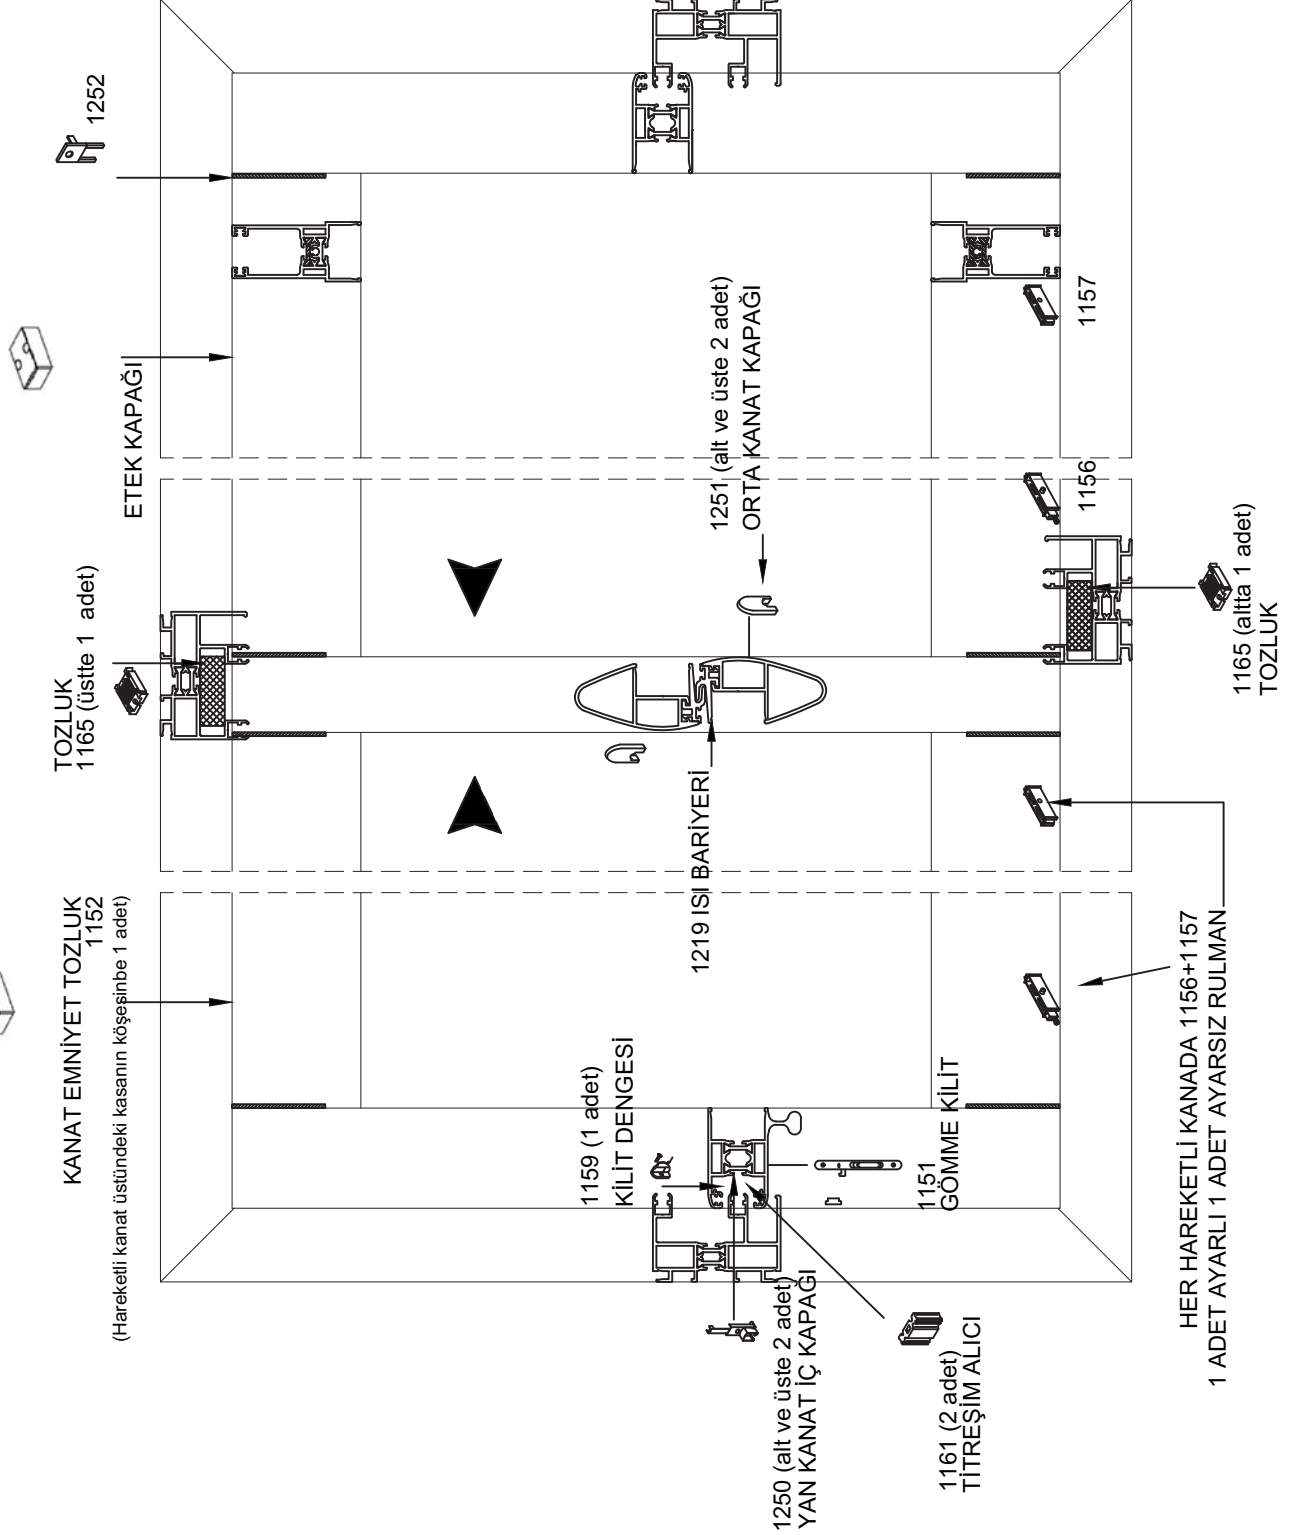 KANAT EMNİYET TOZLUK
1152
(Hareketli kanat üstündeki kasanın köşesinbe 1 adet)
TOZLUK
1165 (üstte 1 adet)
ETEK KAPAĞI
1252
1159 (1 adet)
KİLİT DENGESİ
1219 ISI BARİYERİ
1251 (alt ve üste 2 adet)
ORTA KANAT KAPAĞI
1250 (alt ve üste 2 adet)
YAN KANAT İÇ KAPAĞI
1161 (2 adet)
TİTREŞİM ALICI
1151
GÖMME KİLİT
1156
1157
HER HAREKETLİ KANADA 1156+1157
1 ADET AYARLI 1 ADET AYARSIZ RULMAN
1165 (altta 1 adet)
TOZLUK